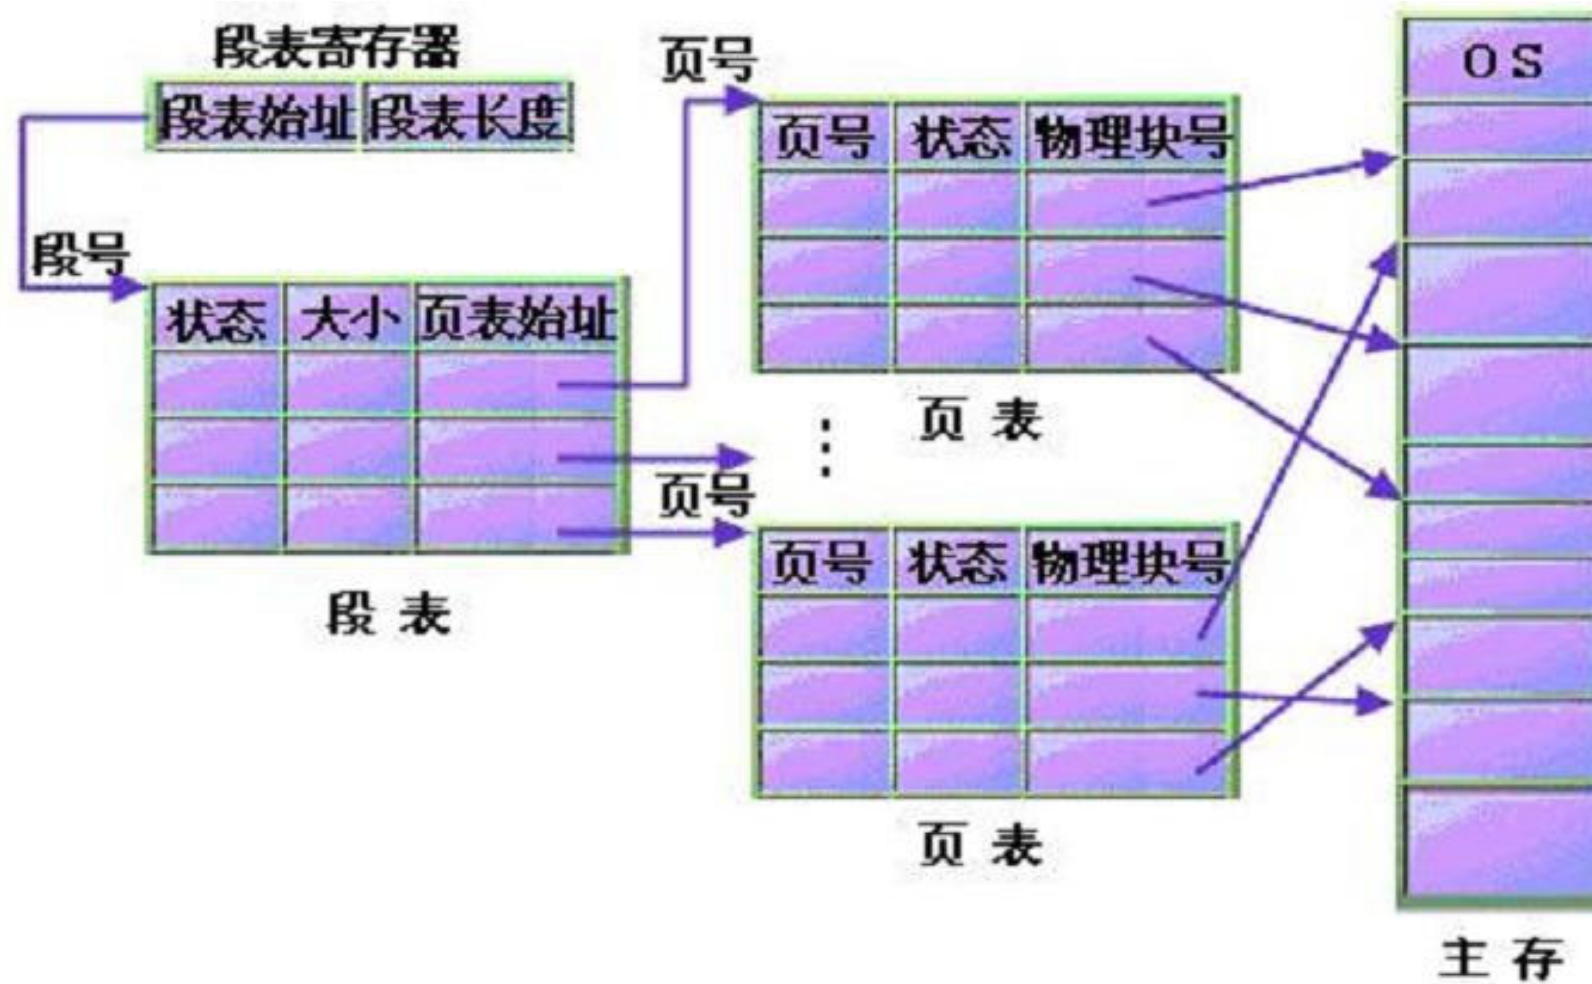 段表寄存器
段表始址 段表长度
段号
状态 大小 页表始址
段 表
页号
页号 状态 物理块号
页 表
页号
页号 状态 物理块号
页 表
O S
主 存